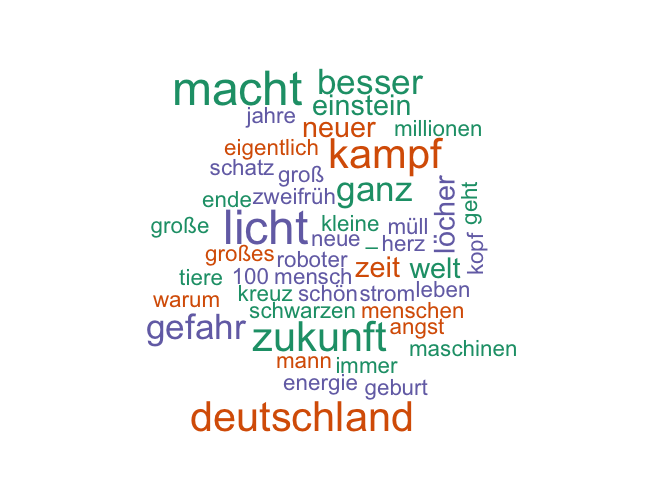 macht besser
einstein
jahre neuer millionen
eigentlich kampf
schatz groß
ende zwei früh ganz löcher geht
große licht kleine müll
neue _ herz kopf
großes roboter zeit welt
tiere 100 mensch
warum kreuz schön strom leben
schwarzen menschen
gefahr zukunft angst
maschinen
mann immer
energie geburt
deutschland